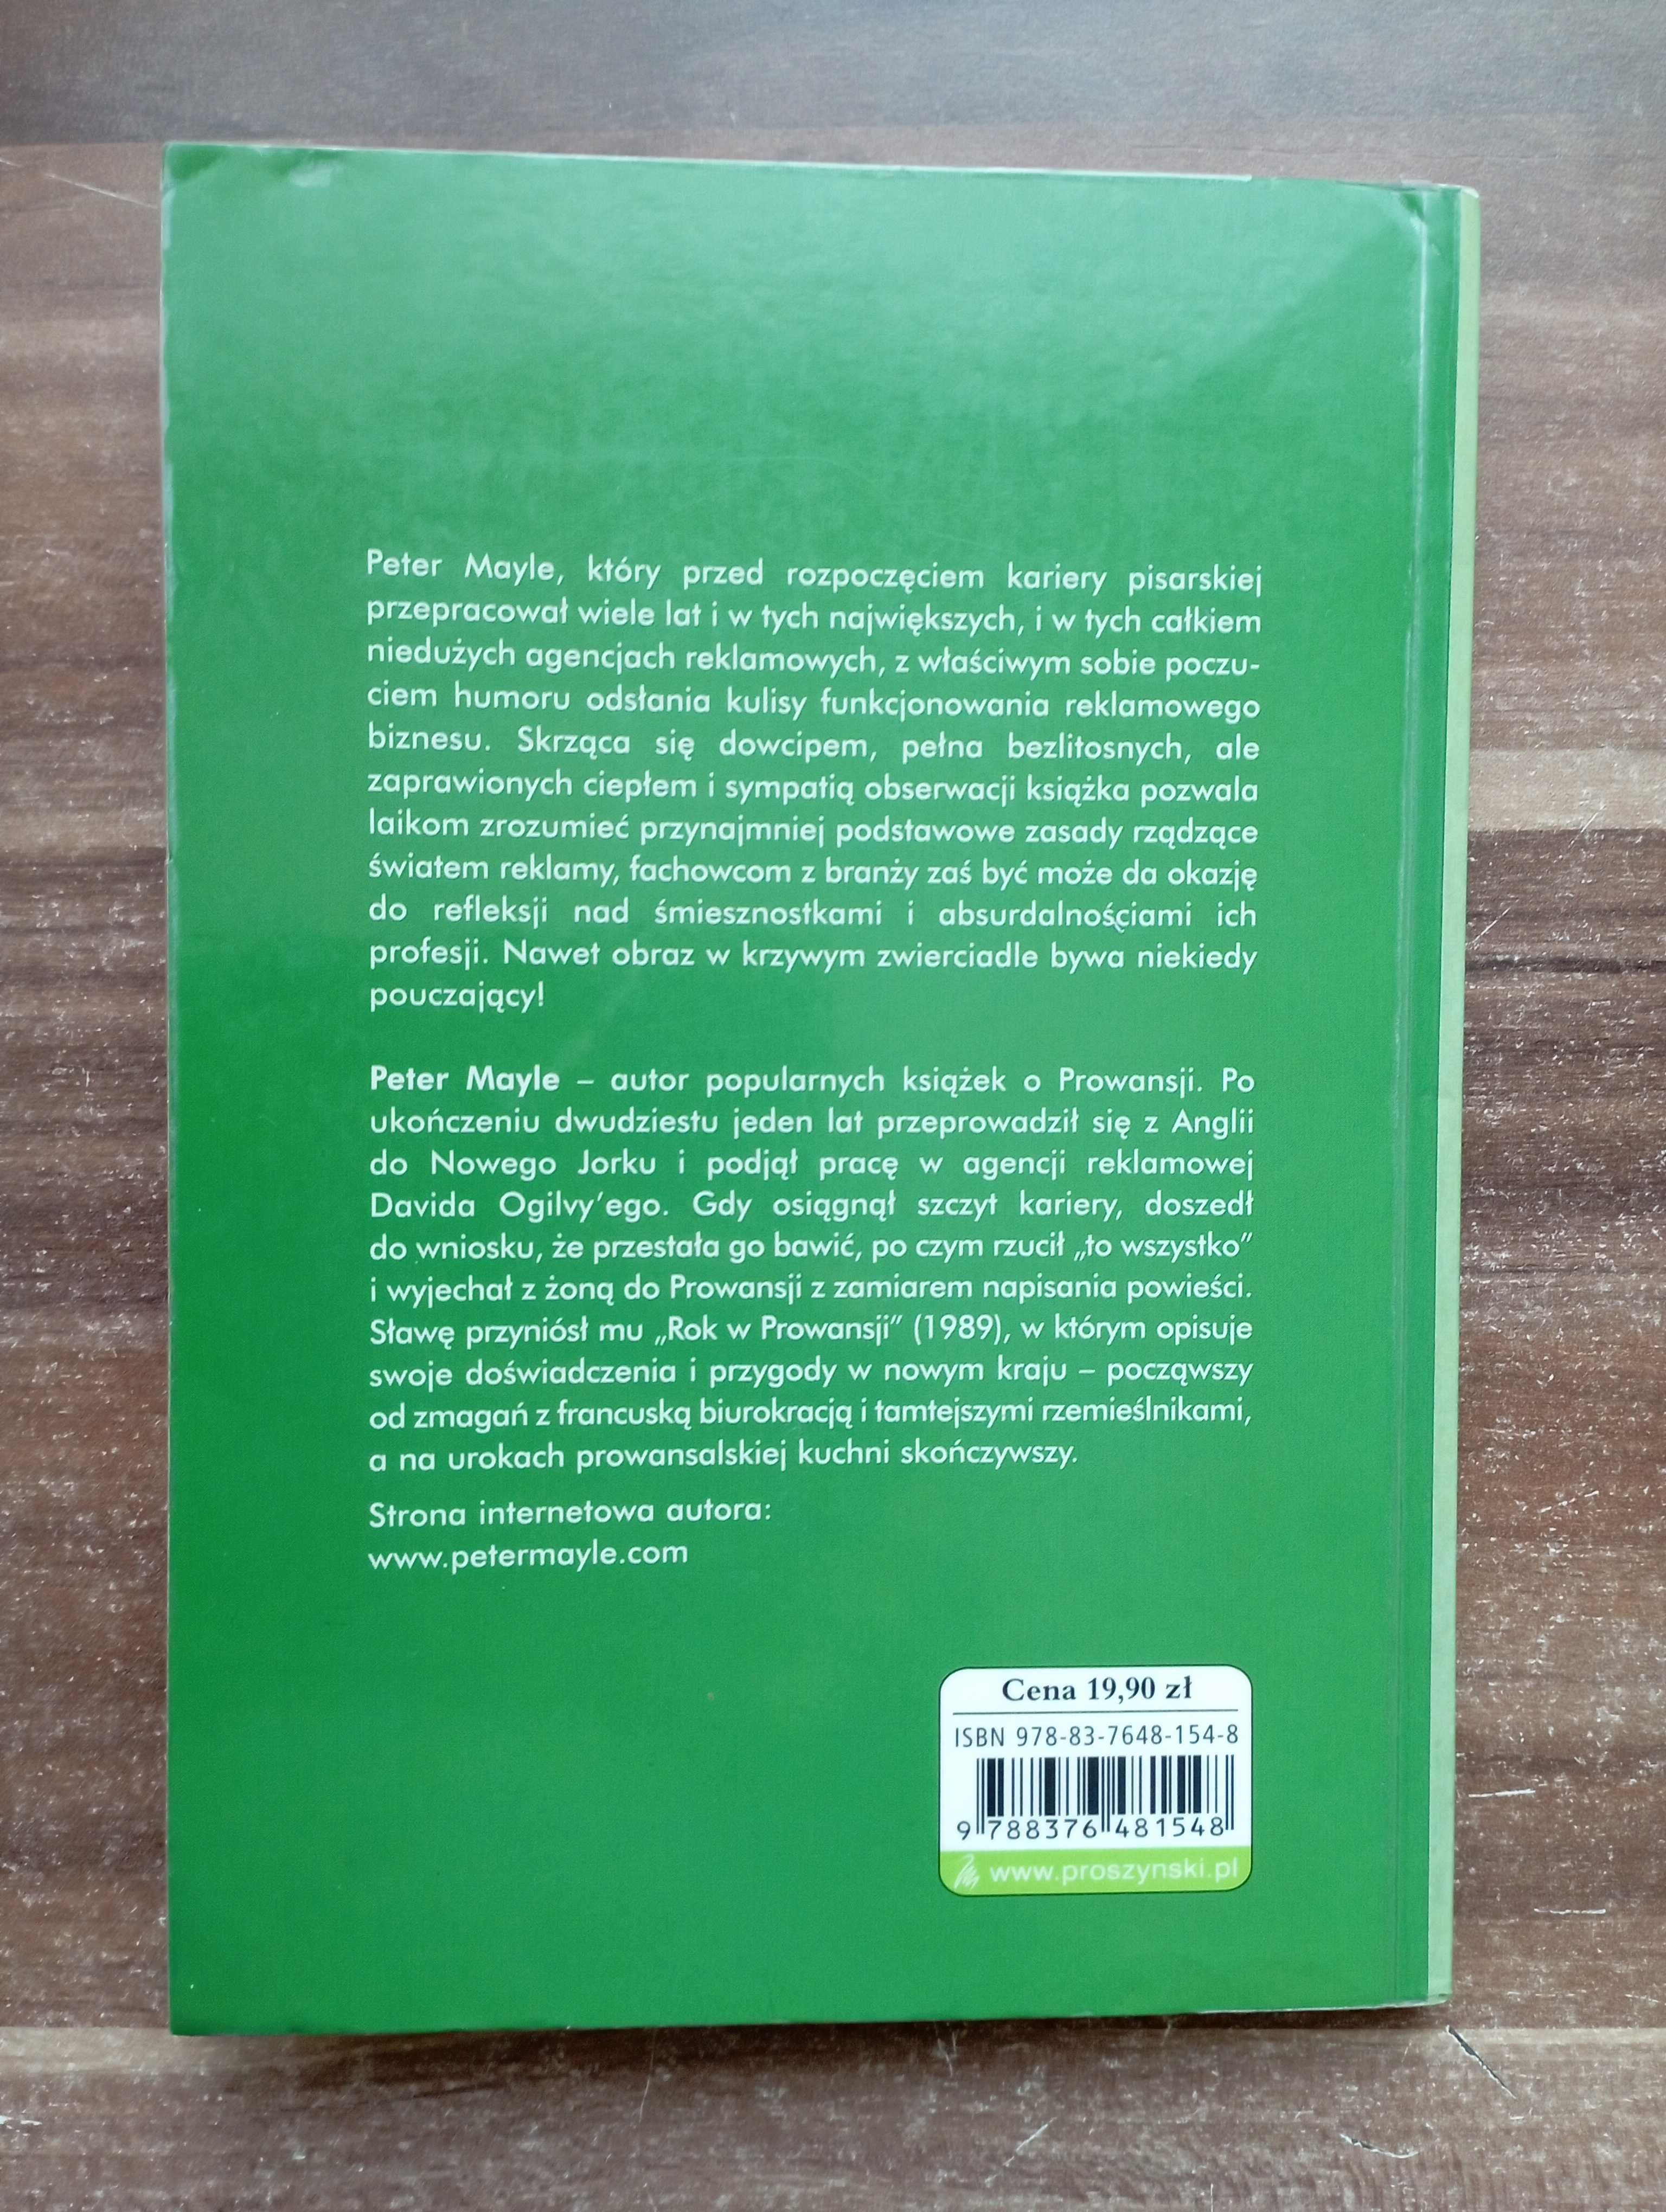 Peter Mayle, który przed rozpoczęciem kariery pisarskiej
przepracował wiele lat i w tych największych, i w tych całkiem
niedużych agencjach reklamowych, z właściwym sobie poczu-
ciem humoru odsłania kulisy funkcjonowania reklamowego
biznesu. Skrząca się dowcipem, pełna bezlitosnych, ale
zaprawionych ciepłem i sympatią obserwacji książka pozwala
laikom zrozumieć przynajmniej podstawowe zasady rządzące
światem reklamy, fachowcom z branży zaś być może da okazję
do refleksji nad śmiesznostkami i absurdalnościami ich
profesji. Nawet obraz w krzywym zwierciadle bywa niekiedy
pouczający!
Peter Mayle – autor popularnych książek o Prowansji. Po
ukończeniu dwudziestu jeden lat przeprowadził się z Anglii
do Nowego Jorku i podjął pracę w agencji reklamowej
Davida Ogilvy’ego. Gdy osiągnął szczyt kariery, doszedł
do wniosku, że przestała go bawić, po czym rzucił „to wszystko”
i wyjechał z żoną do Prowansji z zamiarem napisania powieści.
Sławę przyniósł mu „Rok w Prowansji” (1989), w którym opisuje
swoje doświadczenia i przygody w nowym kraju – począwszy
od zmagań z francuską biurokracją i tamtejszymi rzemieślnikami,
a na urokach prowansalskiej kuchni skończywszy.
Strona internetowa autora:
www.petermayle.com
Cena 19,90 zł
ISBN 978-83-7648-154-8
9 788376 481548
www.proszynski.pl